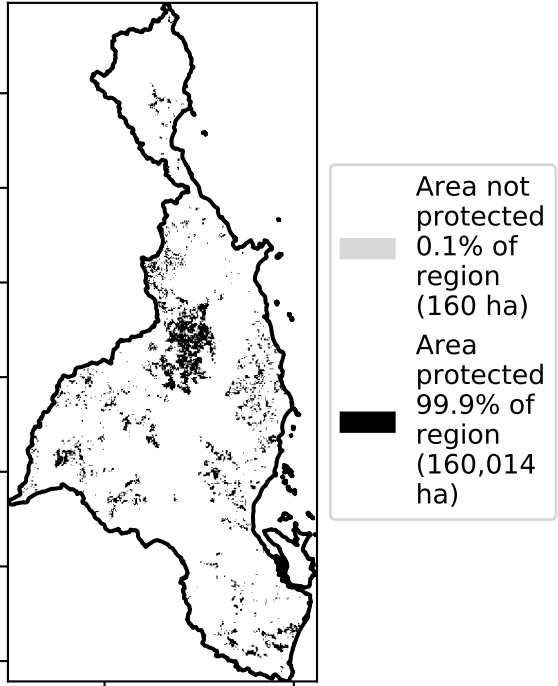 Area not
protected
0.1% of
region
(160 ha)
Area
protected
99.9% of
region
(160,014
ha)